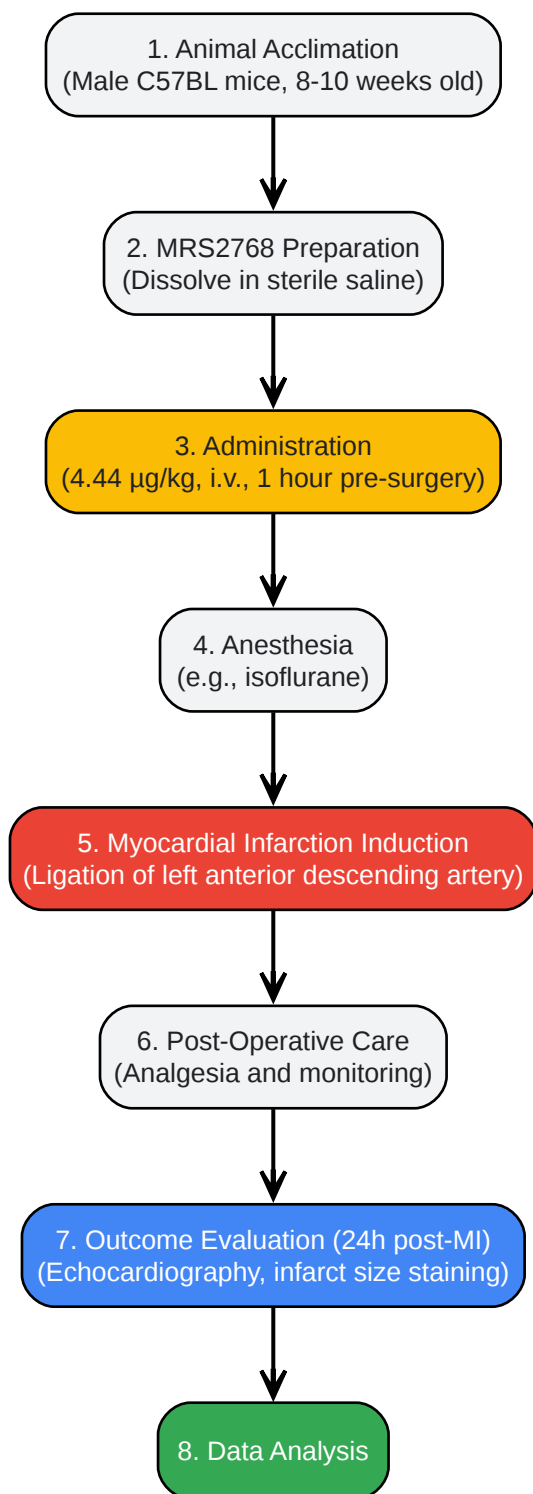 1. Animal Acclimation
(Male C57BL mice, 8-10 weeks old)
2. MRS2768 Preparation
(Dissolve in sterile saline)
3. Administration
(4.44 µg/kg, i.v., 1 hour pre-surgery)
4. Anesthesia
(e.g., isoflurane)
5. Myocardial Infarction Induction
(Ligation of left anterior descending artery)
6. Post-Operative Care
(Analgesia and monitoring)
7. Outcome Evaluation (24h post-MI)
(Echocardiography, infarct size staining)
8. Data Analysis